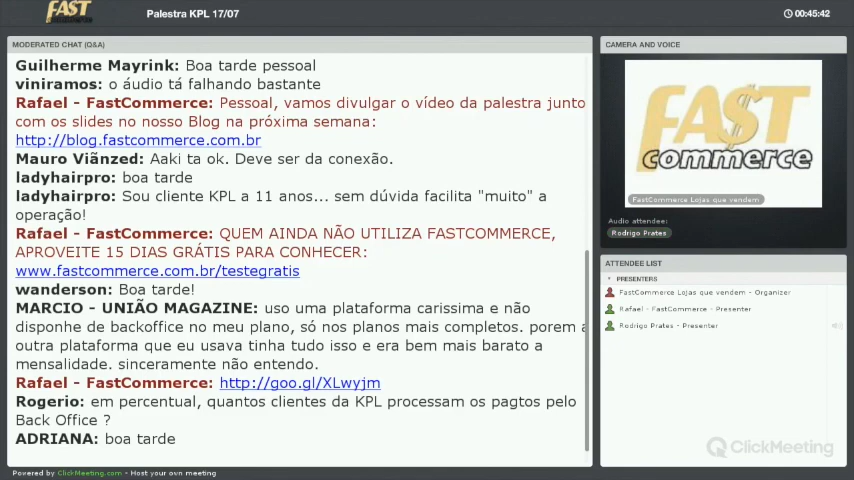 FAST
commerce
Palestra KPL 17/07
00:45:42
MODERATED CHAT (Q&A)
Guilherme Mayrink: Boa tarde pessoal
viniramos: o áudio tá falhando bastante
Rafael - FastCommerce: Pessoal, vamos divulgar o vídeo da palestra junto
com os slides no nosso Blog na próxima semana:
http://blog.fastcommerce.com.br
Mauro Viãnzed: Aaki ta ok. Deve ser da conexão.
ladyhairpro: boa tarde
ladyhairpro: Sou cliente KPL a 11 anos... sem dúvida facilita "muito" a
operação!
Rafael - FastCommerce: QUEM AINDA NÃO UTILIZA FASTCOMMERCE,
APROVEITE 15 DIAS GRÁTIS PARA CONHECER:
www.fastcommerce.com.br/testegratis
wanderson: Boa tarde!
MARCIO - UNIÃO MAGAZINE: uso uma plataforma carissima e não
disponhe de backoffice no meu plano, só nos planos mais completos. porem a
outra plataforma que eu usava tinha tudo isso e era bem mais barato a
mensalidade. sinceramente não entendo.
Rafael - FastCommerce: http://goo.gl/XLwyjm
Rogerio: em percentual, quantos clientes da KPL processam os pagtos pelo
Back Office ?
ADRIANA: boa tarde
CAMERA AND VOICE
FA$T
commerce
FastCommerce Lojas que vendem
Audio attendee:
Rodrigo Prates
ATTENDEE LIST
PRESENTERS
FastCommerce Lojas que vendem - Organizer
Rafael - FastCommerce - Presenter
Rodrigo Prates - Presenter
ClickMeeting
Powered by ClickMeeting.com - Host your own meeting